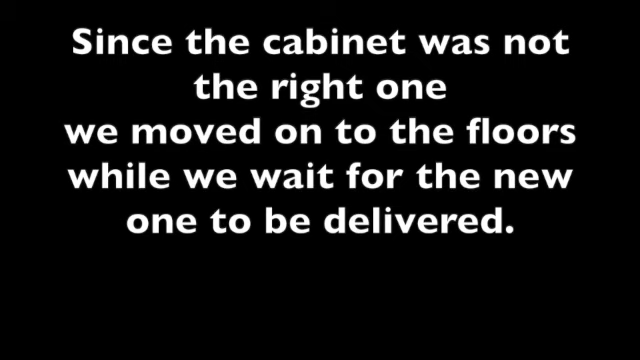 Since the cabinet was not
the right one
we moved on to the floors
while we wait for the new
one to be delivered.